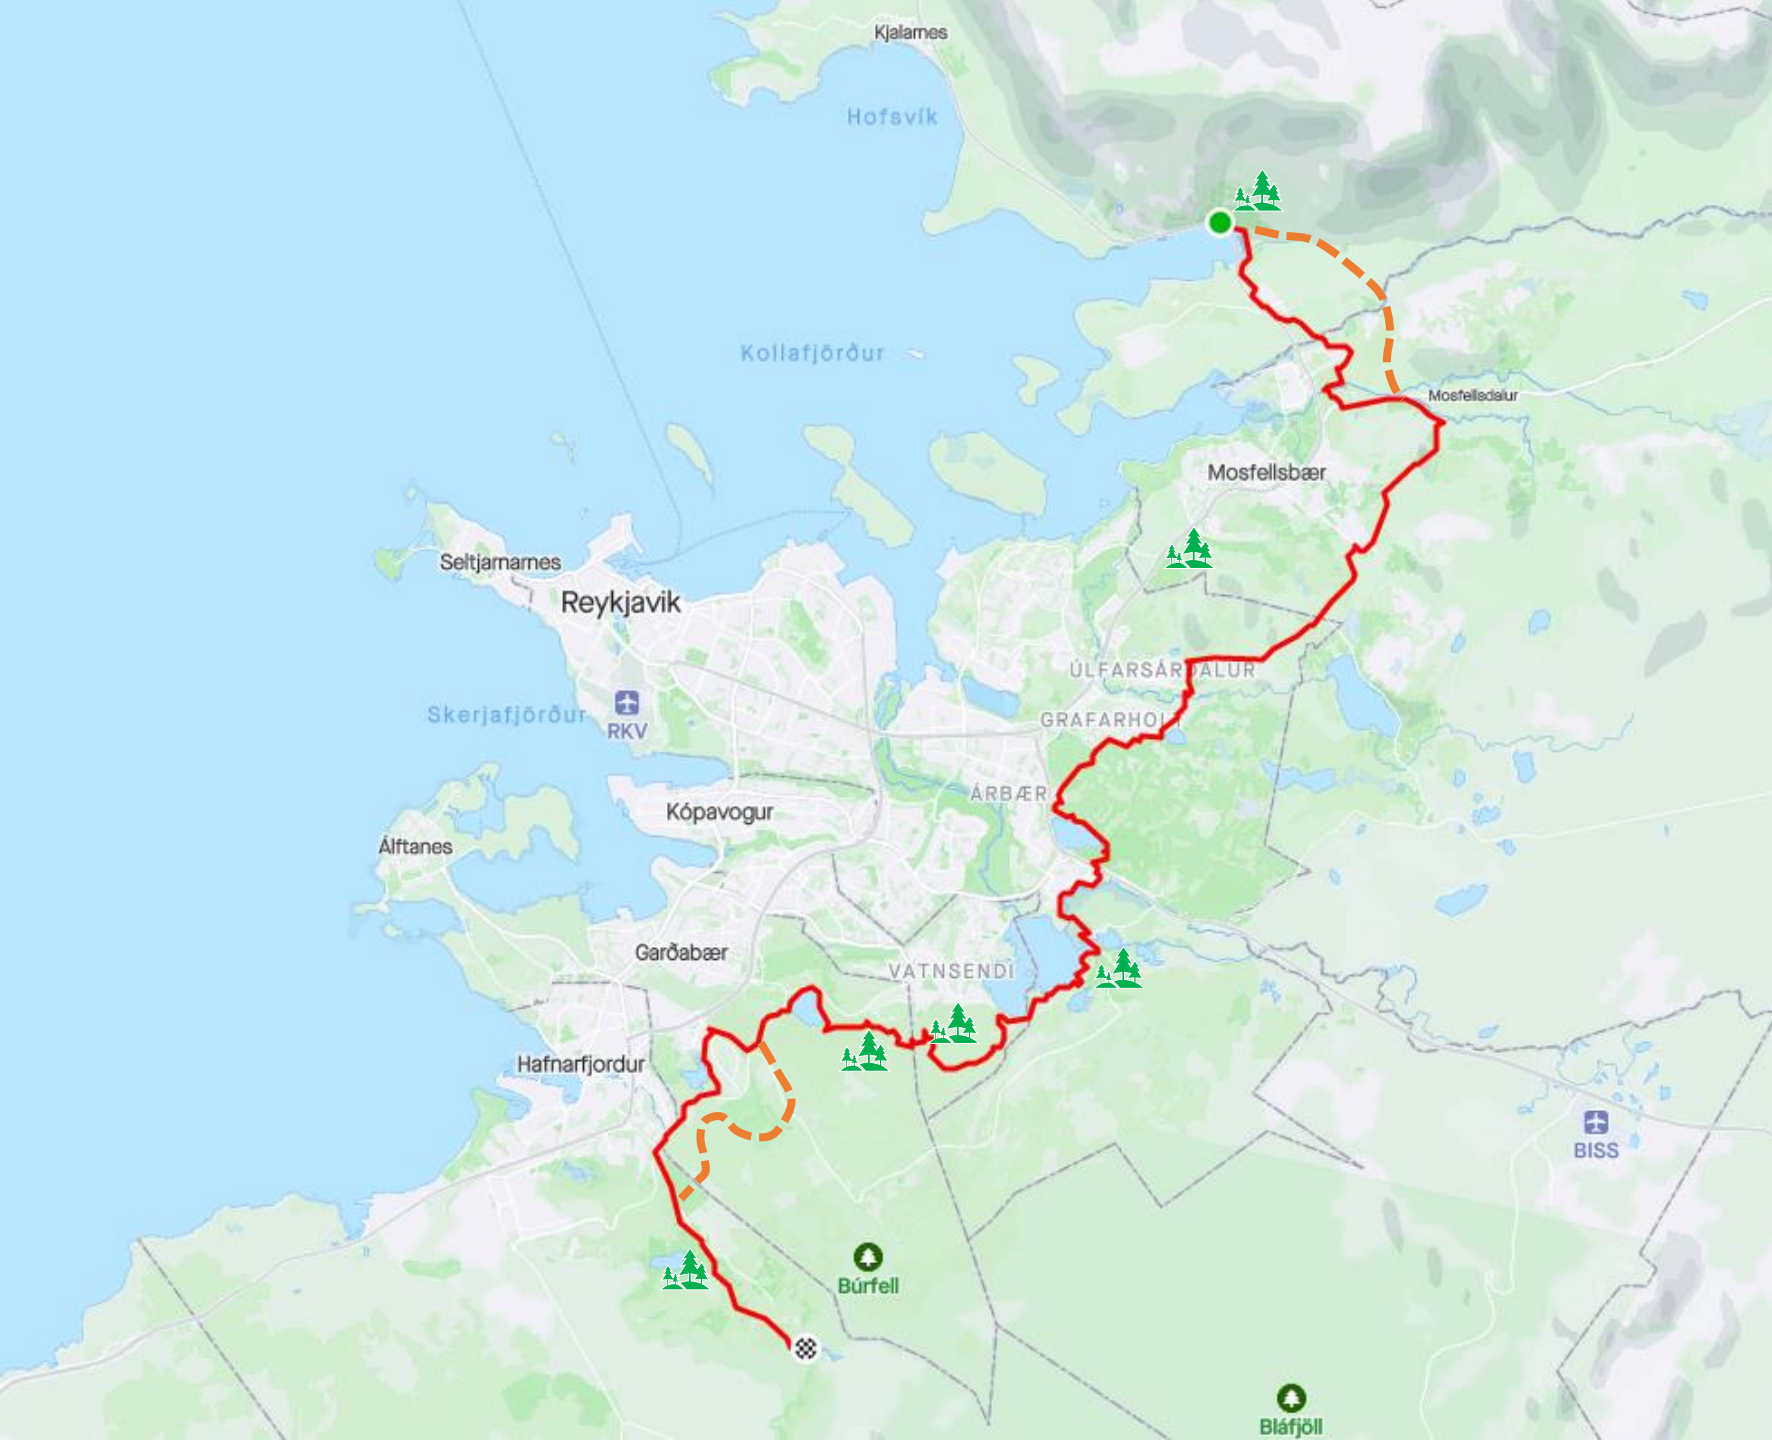 Kjalarnes
Hofsvík
Kollafjörður
Mosfellsdalur
Mosfellsbær
Seltjarnarnes
Reykjavik
ÚLFARSÁRDALUR
Skerjafjörður
RKV
GRAFARHOLT
ÁRBÆR
Kópavogur
Álftanes
Garðabær
VATNSENDI
Hafnarfjordur
BISS
Búrfell
Bláfjöll